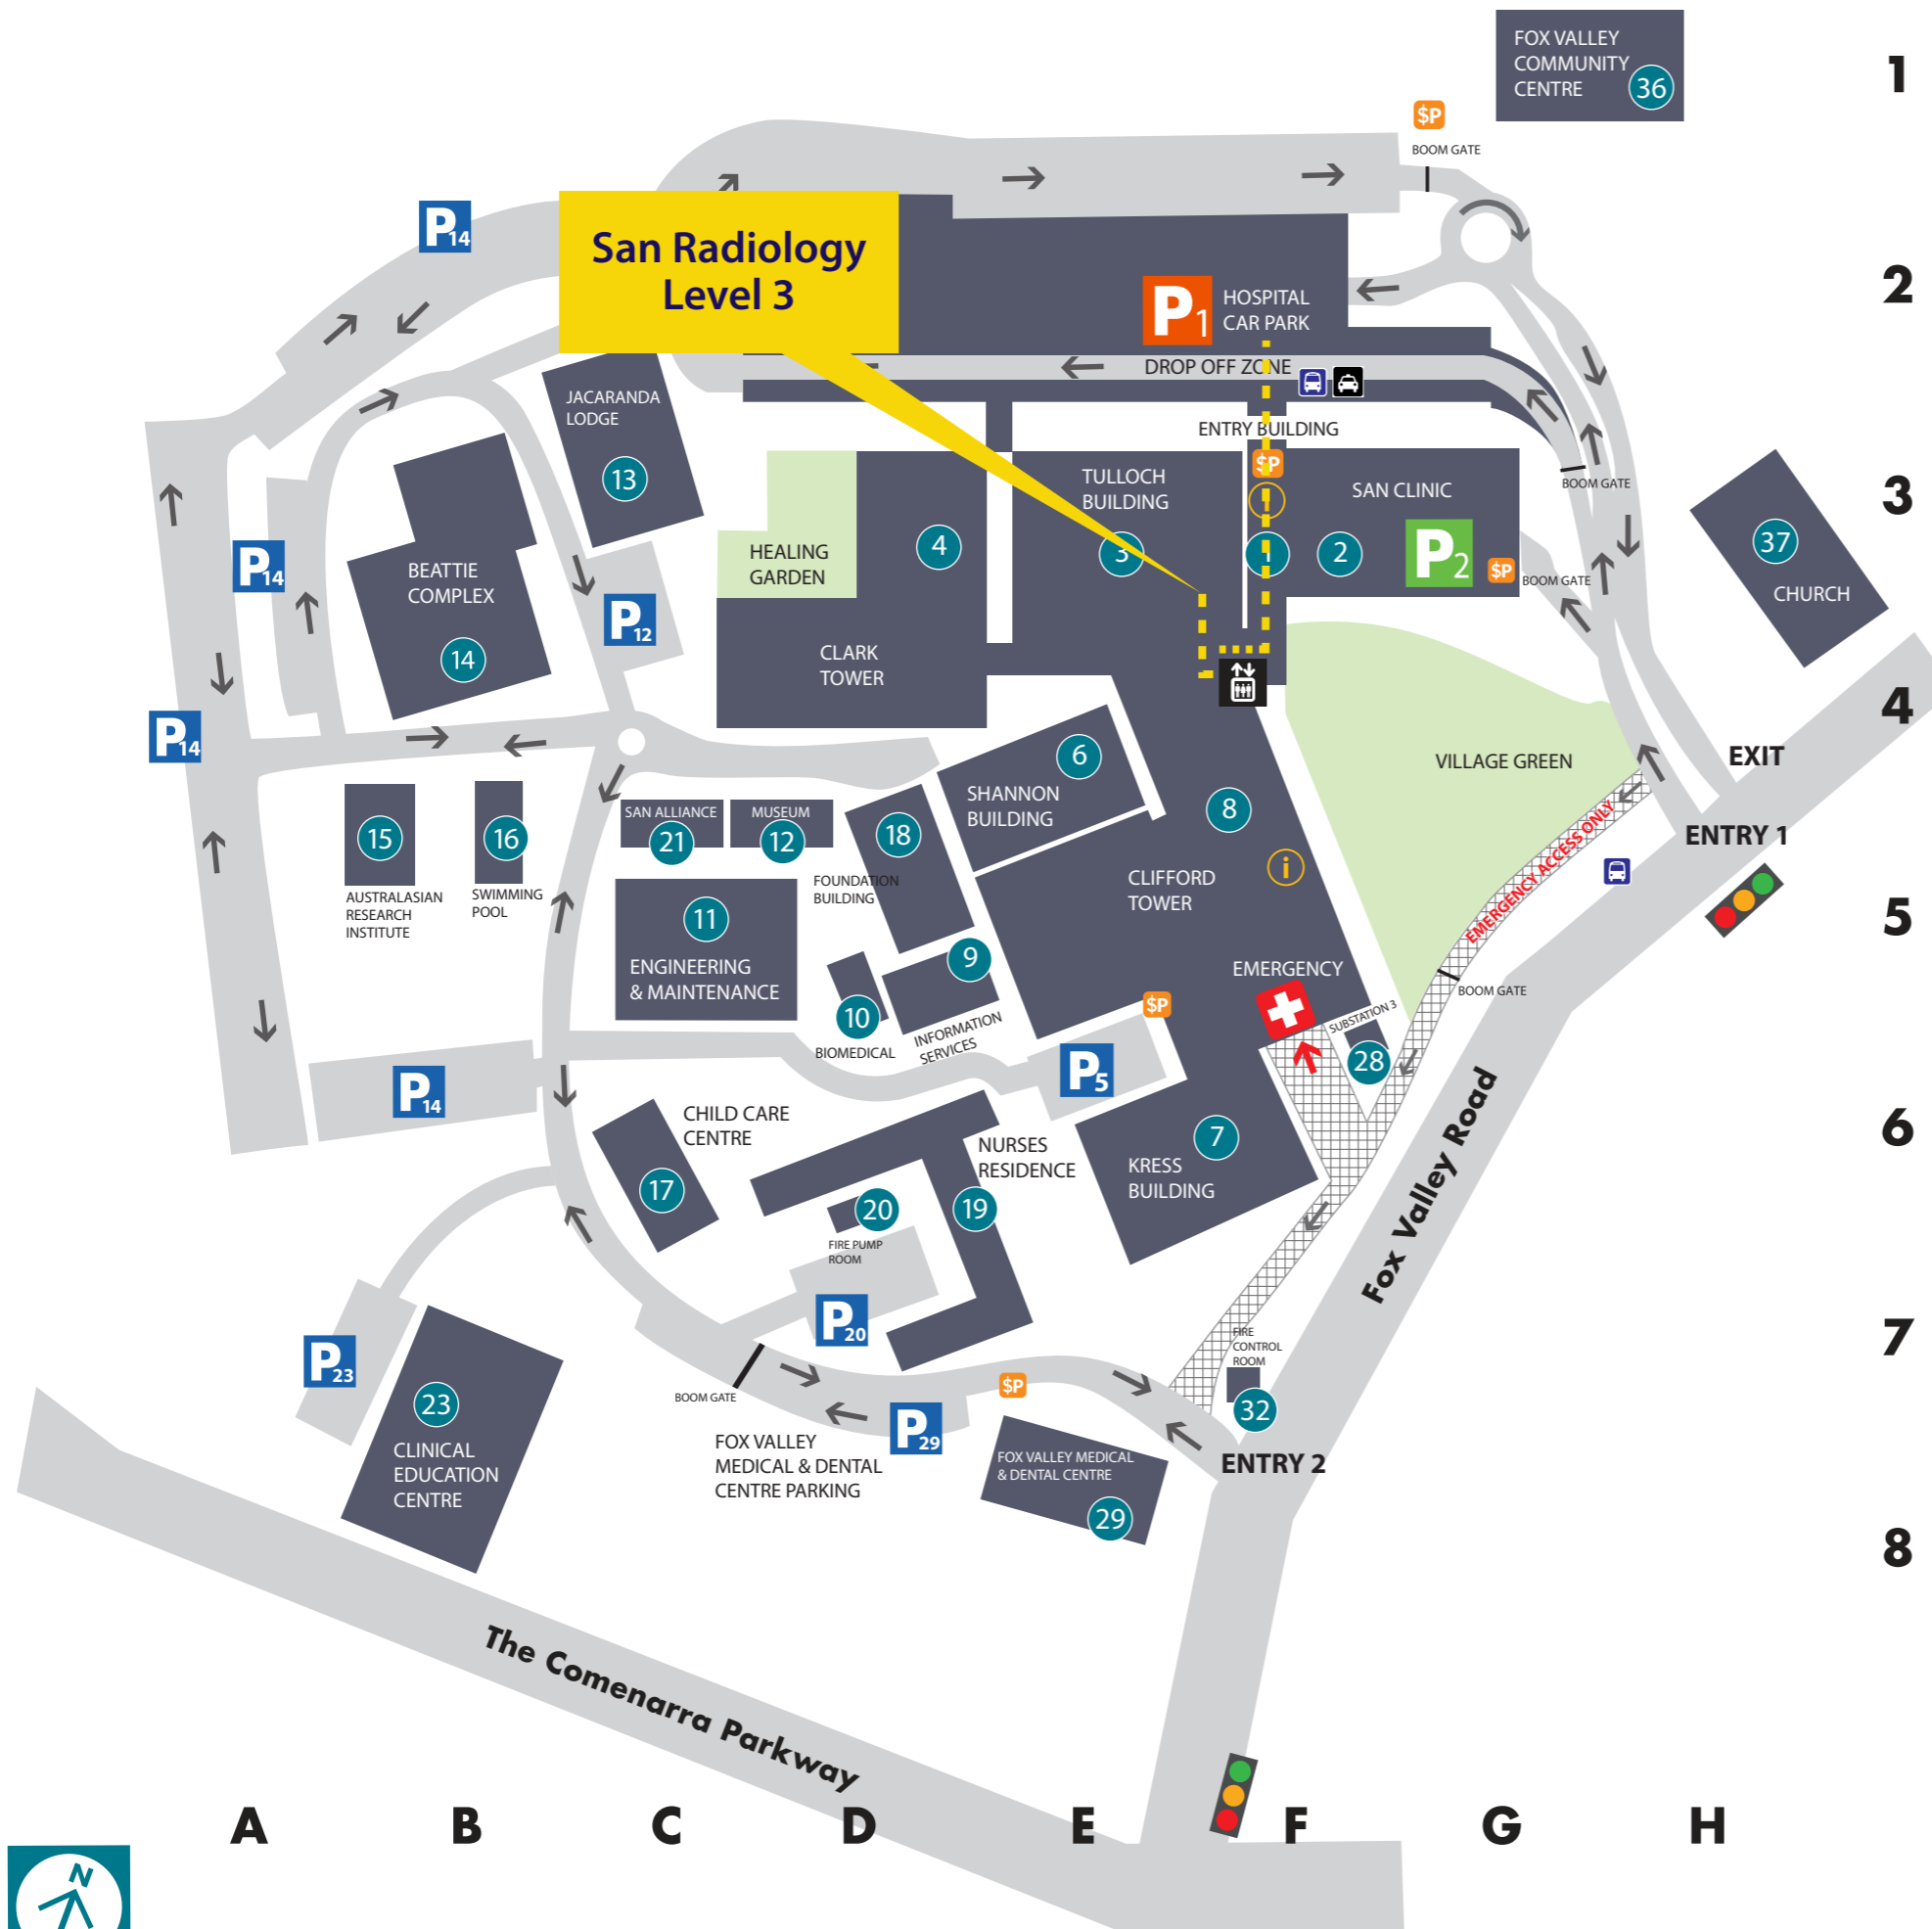 FOX VALLEY
COMMUNITY
CENTRE
36
1
$P
BOOM GATE
P14
San Radiology
Level 3
P1
HOSPITAL
CAR PARK
2
DROP OFF ZONE
JACARANDA
LODGE
13
ENTRY BUILDING
$P
i
TULLOCH
BUILDING
3
SAN CLINIC
BOOM GATE
3
HEALING
GARDEN
4
1
2
P2
$P
BOOM GATE
37
CHURCH
P14
BEATTIE
COMPLEX
14
P12
CLARK
TOWER
4
P14
VILLAGE GREEN
EXIT
6
SHANNON
BUILDING
8
SAN ALLIANCE
21
MUSEUM
12
18
FOUNDATION
BUILDING
15
AUSTRALASIAN
RESEARCH
INSTITUTE
16
SWIMMING
POOL
ENTRY 1
EMERGENCY ACCESS ONLY
i
CLIFFORD
TOWER
5
11
ENGINEERING
& MAINTENANCE
9
INFORMATION
SERVICES
10
BIOMEDICAL
EMERGENCY
BOOM GATE
$P
SUBSTATION 3
28
P5
P14
CHILD CARE
CENTRE
17
NURSES
RESIDENCE
19
7
KRESS
BUILDING
6
Fox Valley Road
20
FIRE PUMP
ROOM
P20
P23
FIRE
CONTROL
ROOM
32
7
BOOM GATE
$P
P29
23
CLINICAL
EDUCATION
CENTRE
FOX VALLEY
MEDICAL & DENTAL
CENTRE PARKING
FOX VALLEY MEDICAL
& DENTAL CENTRE
29
ENTRY 2
8
The Comenarra Parkway
A B C D E F G H
N